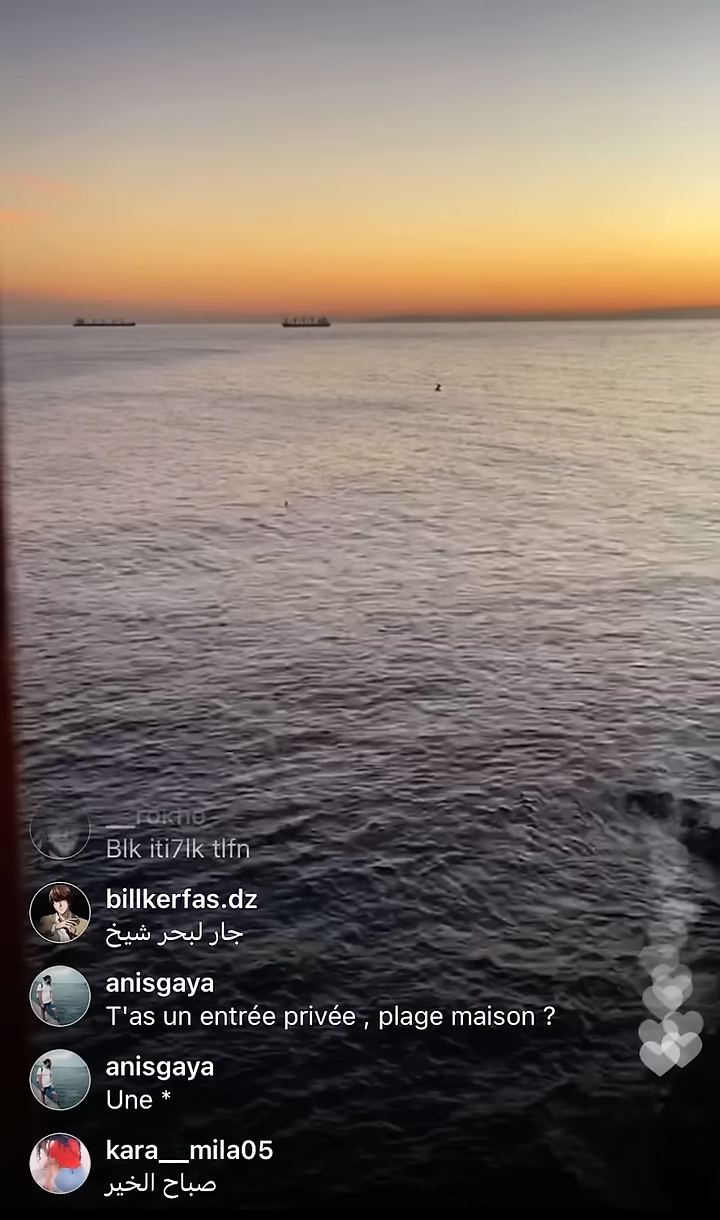 __rokho
Blk iti7lk tlfn
billkerfas.dz
جار لبحر شيخ
anisgaya
T'as un entrée privée , plage maison ?
anisgaya
Une *
kara__mila05
صباح الخير